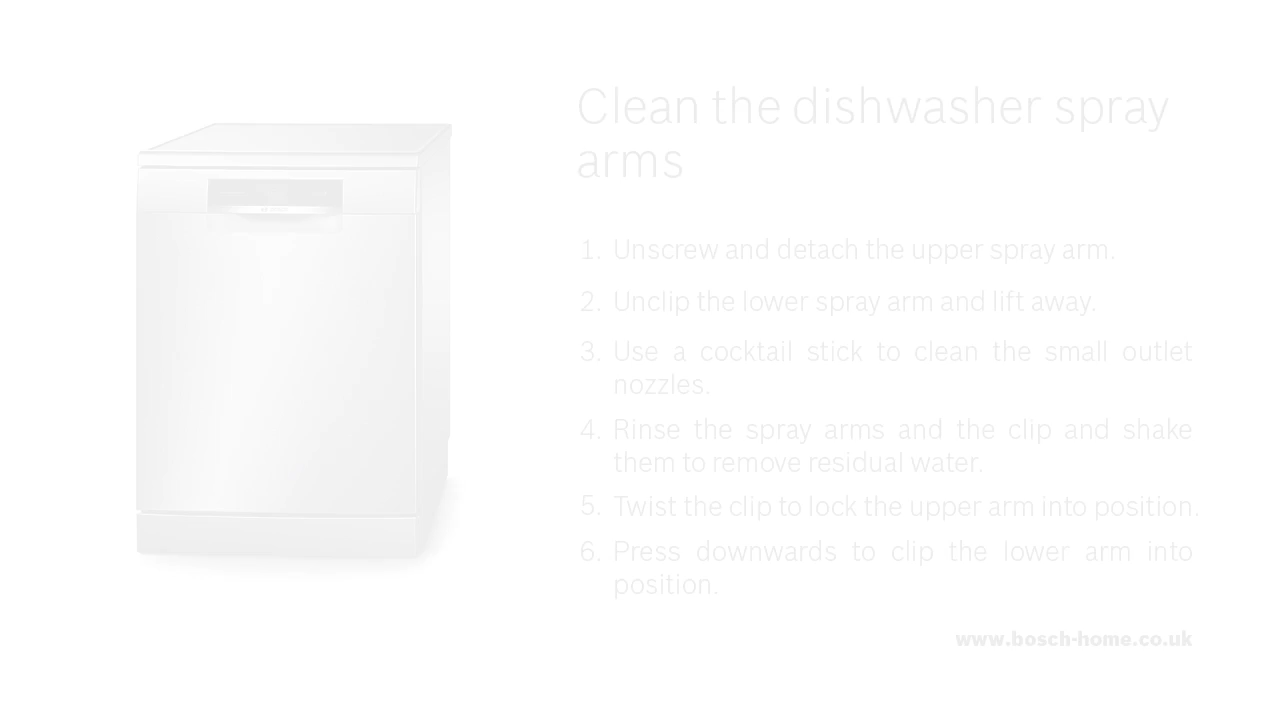 Clean the dishwasher spray
arms
1. Unscrew and detach the upper spray arm.
2. Unclip the lower spray arm and lift away.
3. Use a cocktail stick to clean the small outlet
nozzles.
4. Rinse the spray arms and the clip and shake
them to remove residual water.
5. Twist the clip to lock the upper arm into position.
6. Press downwards to clip the lower arm into
position.
www.bosch-home.co.uk